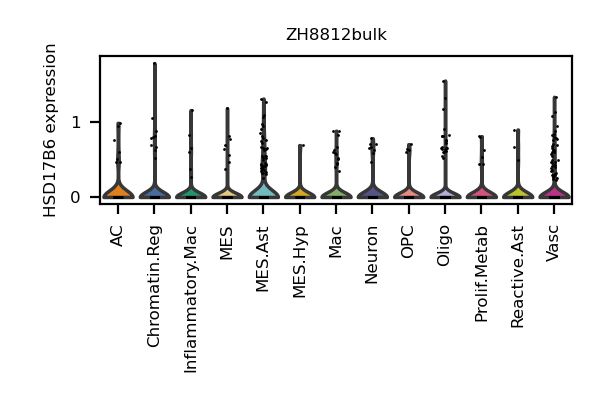 ZH8812bulk
HSD17B6 expression
1
0
AC
Chromatin.Reg
Inflammatory.Mac
MES
MES.Ast
MES.Hyp
Mac
Neuron
OPC
Oligo
Prolif.Metab
Reactive.Ast
Vasc